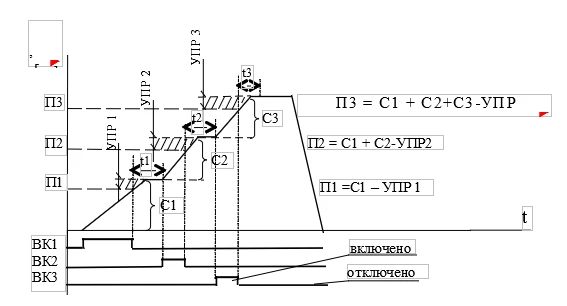 УПР 3
УПР 2
УПР 1
t3
t2
t1
П3
П2
П1
С3
С2
С1
П3 = С1 + С2+С3-УПР
П2 = С1 + С2-УПР2
П1 =С1 – УПР 1
t
ВК1
ВК2
ВК3
включено
отключено